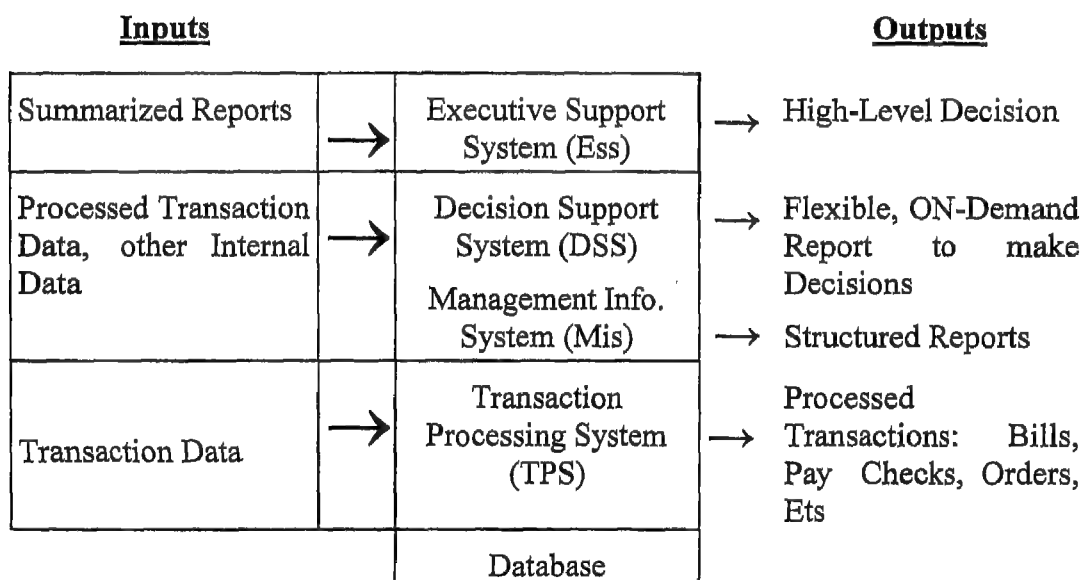 Inputs
Outputs
Summarized Reports
→
Executive Support
System (Ess)
→
High-Level Decision
Processed Transaction
Data, other Internal
Data
→
Decision Support
System (DSS)
→
Flexible, ON-Demand
Report to make
Decisions
Management Info.
System (Mis)
→
Structured Reports
Transaction Data
→
Transaction
Processing System
(TPS)
→
Processed
Transactions: Bills,
Pay Checks, Orders,
Ets
Database